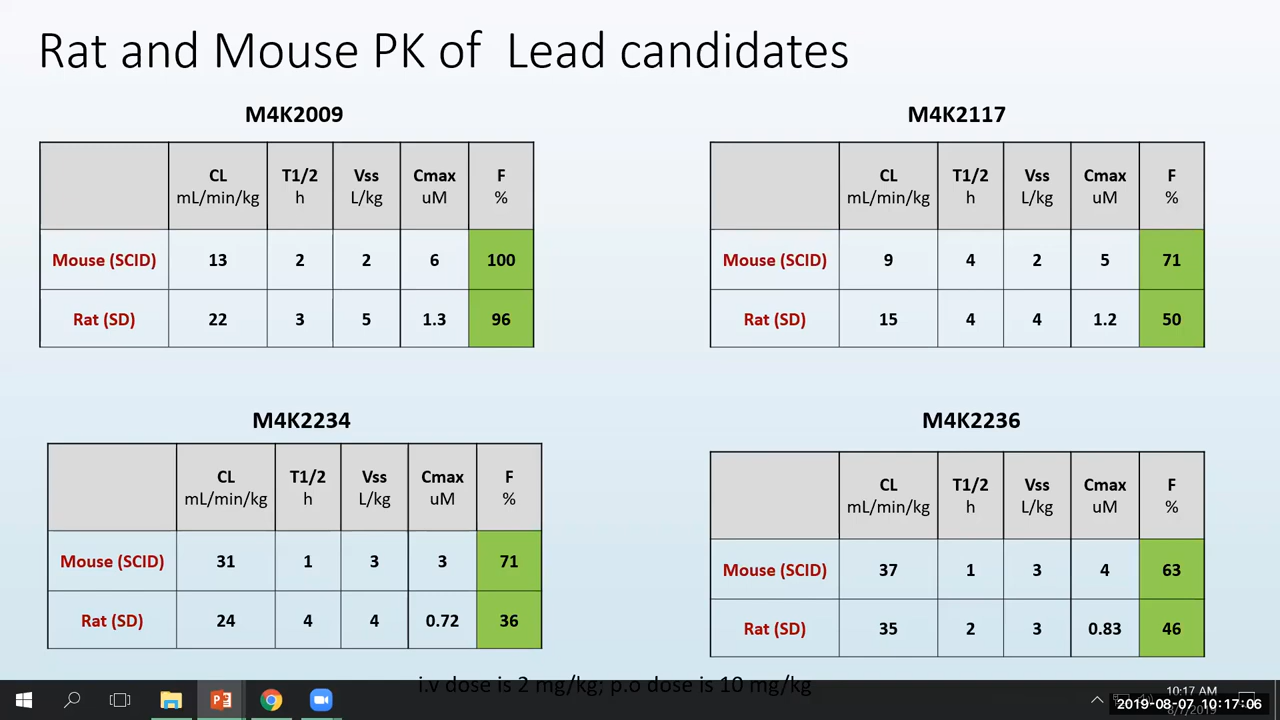 Rat and Mouse PK of Lead candidates
M4K2009
CL T1/2 Vss Cmax F
mL/min/kg h L/kg uM %
Mouse (SCID) 13 2 2 6 100
Rat (SD) 22 3 5 1.3 96
M4K2117
CL T1/2 Vss Cmax F
mL/min/kg h L/kg uM %
Mouse (SCID) 9 4 2 5 71
Rat (SD) 15 4 4 1.2 50
M4K2234
CL T1/2 Vss Cmax F
mL/min/kg h L/kg uM %
Mouse (SCID) 31 1 3 3 71
Rat (SD) 24 4 4 0.72 36
M4K2236
CL T1/2 Vss Cmax F
mL/min/kg h L/kg uM %
Mouse (SCID) 37 1 3 4 63
Rat (SD) 35 2 3 0.83 46
i.v dose is 2 mg/kg; p.o dose is 10 mg/kg
10:17 AM
2019-08-07 10:17:06